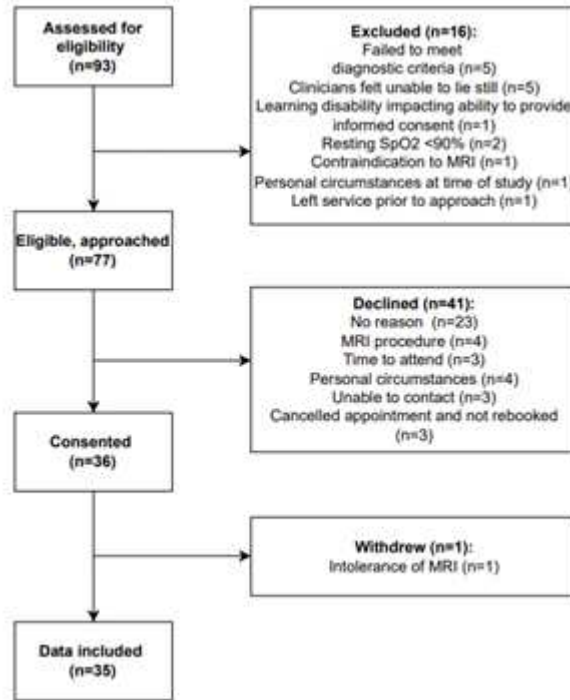 Assessed for
eligibility
(n=93)
Excluded (n=16):
Failed to meet
diagnostic criteria (n=5)
Clinicians felt unable to lie still (n=5)
Learning disability impacting ability to provide
informed consent (n=1)
Resting SpO2 <90% (n=2)
Contraindication to MRI (n=1)
Personal circumstances at time of study (n=1
Left service prior to approach (n=1)
Eligible, approached
(n=77)
Declined (n=41):
No reason (n=23)
MRI procedure (n=4)
Time to attend (n=3)
Personal circumstances (n=4)
Unable to contact (n=3)
Cancelled appointment and not rebooked
(n=3)
Consented
(n=36)
Withdrew (n=1):
Intolerance of MRI (n=1)
Data included
(n=35)